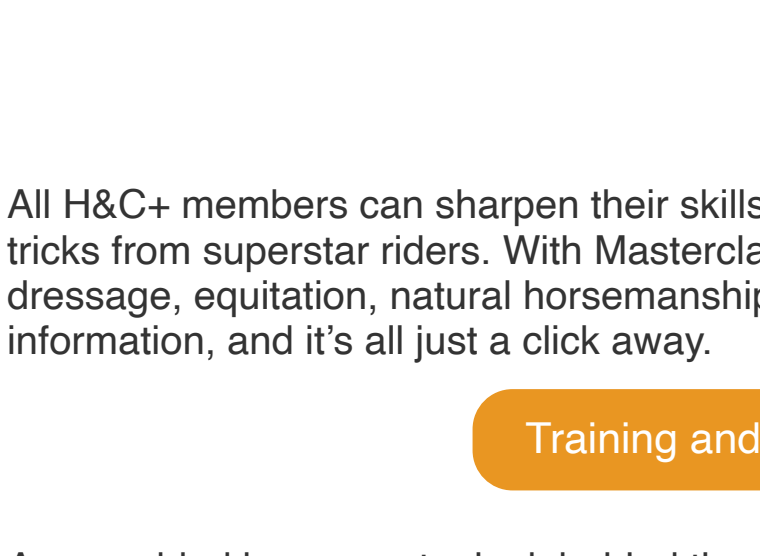 All H&C+ members can sharpen their skills
tricks from superstar riders. With Mastercla
dressage, equitation, natural horsemanship
information, and it's all just a click away.
Training and